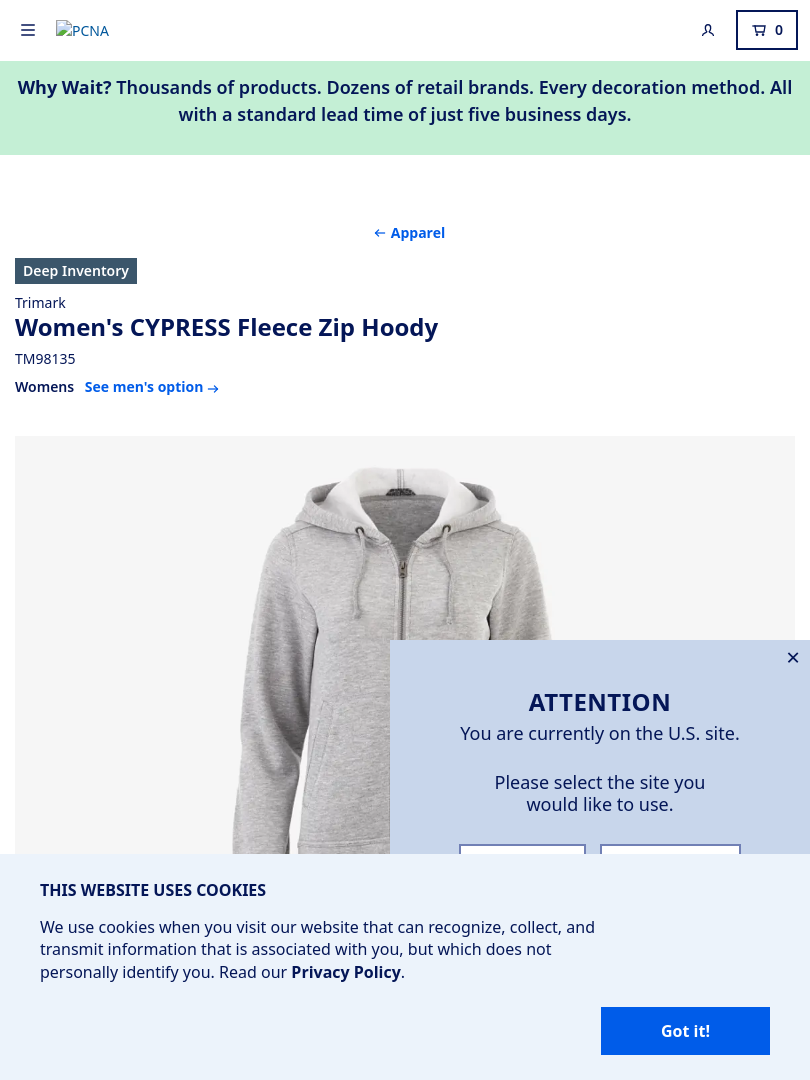 PCNA
0
Why Wait? Thousands of products. Dozens of retail brands. Every decoration method. All
with a standard lead time of just five business days.
← Apparel
Deep Inventory
Trimark
Women's CYPRESS Fleece Zip Hoody
TM98135
Womens See men's option →
ATTENTION
You are currently on the U.S. site.
Please select the site you
would like to use.
THIS WEBSITE USES COOKIES
We use cookies when you visit our website that can recognize, collect, and
transmit information that is associated with you, but which does not
personally identify you. Read our Privacy Policy.
Got it!